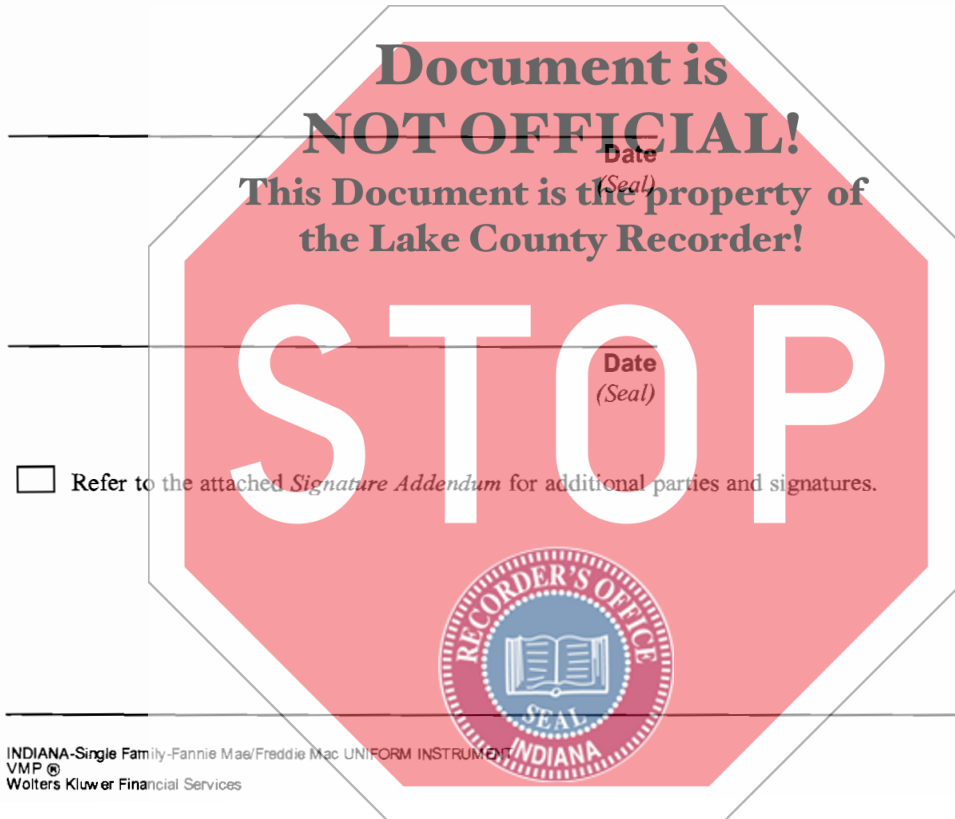 Document is
NOT OFFICIAL!
Date
(Seal)
This Document is the property of
the Lake County Recorder!
STOP
Date
(Seal)
Refer to the attached Signature Addendum for additional parties and signatures.
RECORDER'S OFFICE
SEAL
INDIANA
INDIANA-Single Family-Fannie Mae/Freddie Mac UNIFORM INSTRUMENT
VMP ®
Wolters Kluwer Financial Services